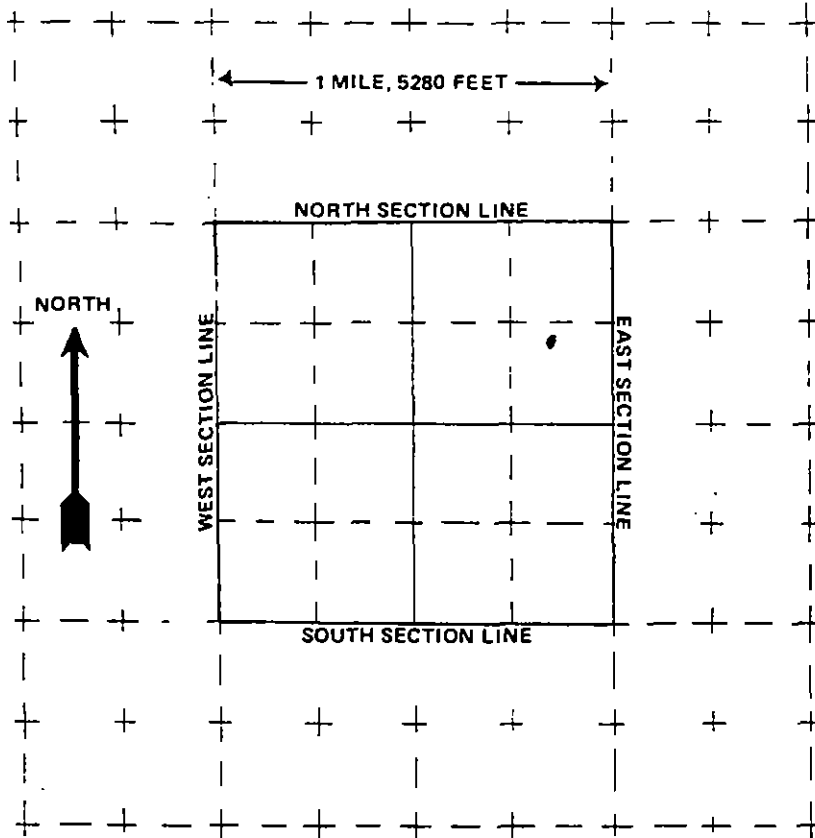 1 MILE, 5280 FEET
NORTH SECTION LINE
NORTH
WEST SECTION LINE
EAST SECTION LINE
SOUTH SECTION LINE